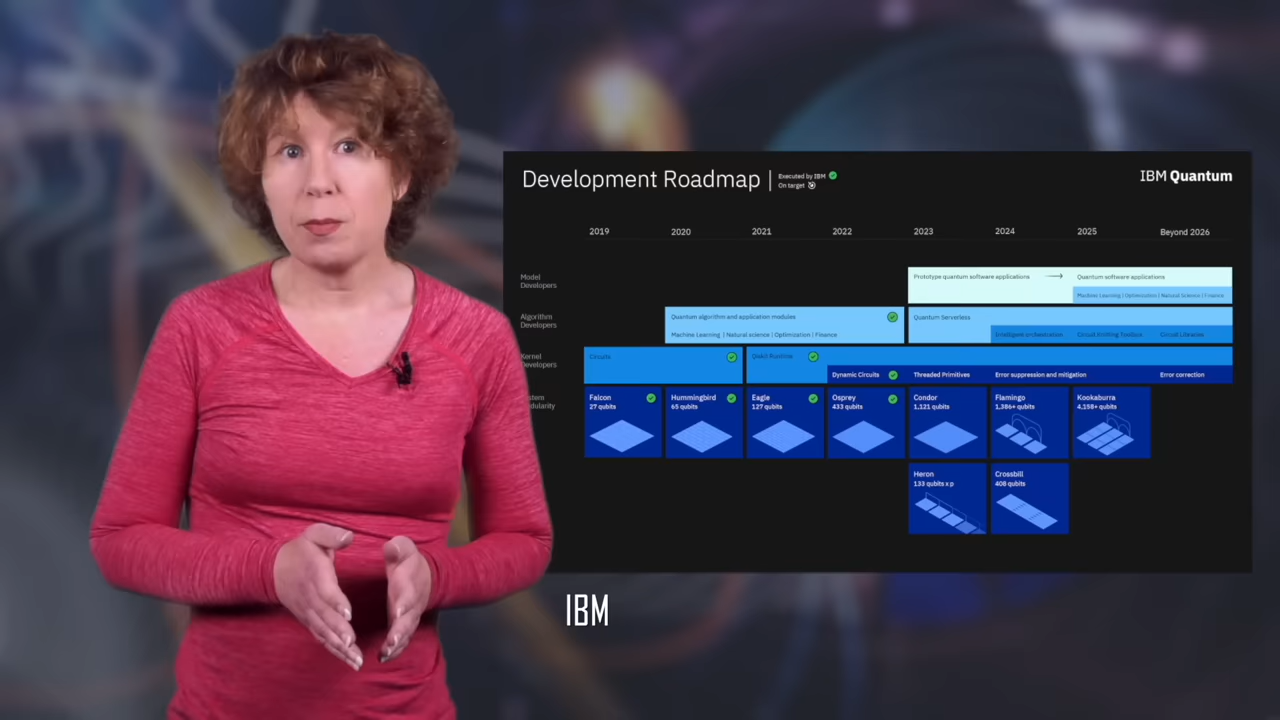 Development Roadmap
Executed by IBM
On target
IBM Quantum
2019 2020 2021 2022 2023 2024 2025 Beyond 2026
Model
Developers
Prototype quantum software applications
Quantum software applications
Machine Learning | Optimization | Natural Science | Finance
Algorithm
Developers
Quantum algorithm and application modules
Machine Learning | Natural science | Optimization | Finance
Quantum Serverless
Intelligent orchestration
Circuit Knitting Toolbox
Circuit Libraries
Kernel
Developers
Circuits
Qiskit Runtime
Dynamic Circuits
Threaded Primitives
Error suppression and mitigation
Error correction
Falcon
27 qubits
Hummingbird
65 qubits
Eagle
127 qubits
Osprey
433 qubits
Condor
1,121 qubits
Flamingo
1,386+ qubits
Kookaburra
4,158+ qubits
Heron
133 qubits x p
Crossbill
408 qubits
IBM